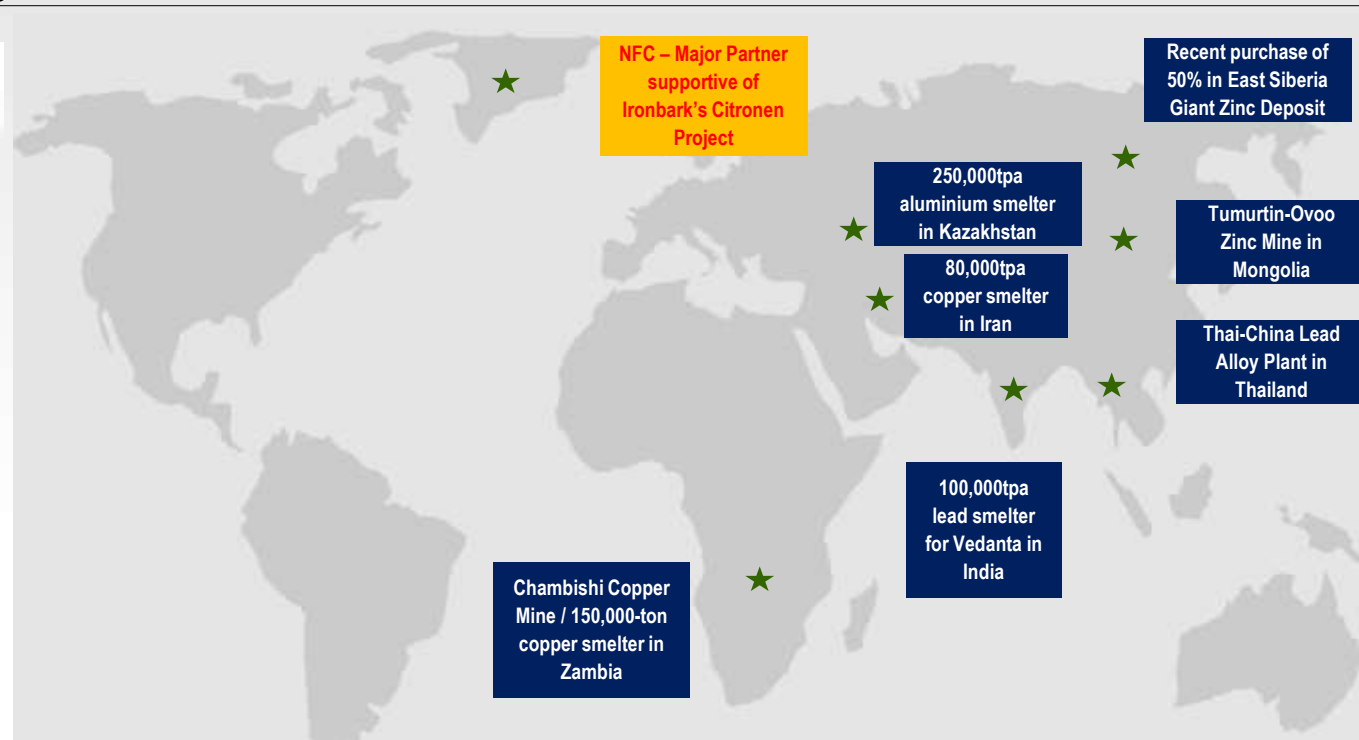 NFC – Major Partner
supportive of
Ironbark's Citronen
Project
Recent purchase of
50% in East Siberia
Giant Zinc Deposit
250,000tpa
aluminium smelter
in Kazakhstan
Tumurtin-Ovoo
Zinc Mine in
Mongolia
80,000tpa
copper smelter
in Iran
Thai-China Lead
Alloy Plant in
Thailand
100,000tpa
lead smelter
for Vedanta in
India
Chambishi Copper
Mine / 150,000-ton
copper smelter in
Zambia